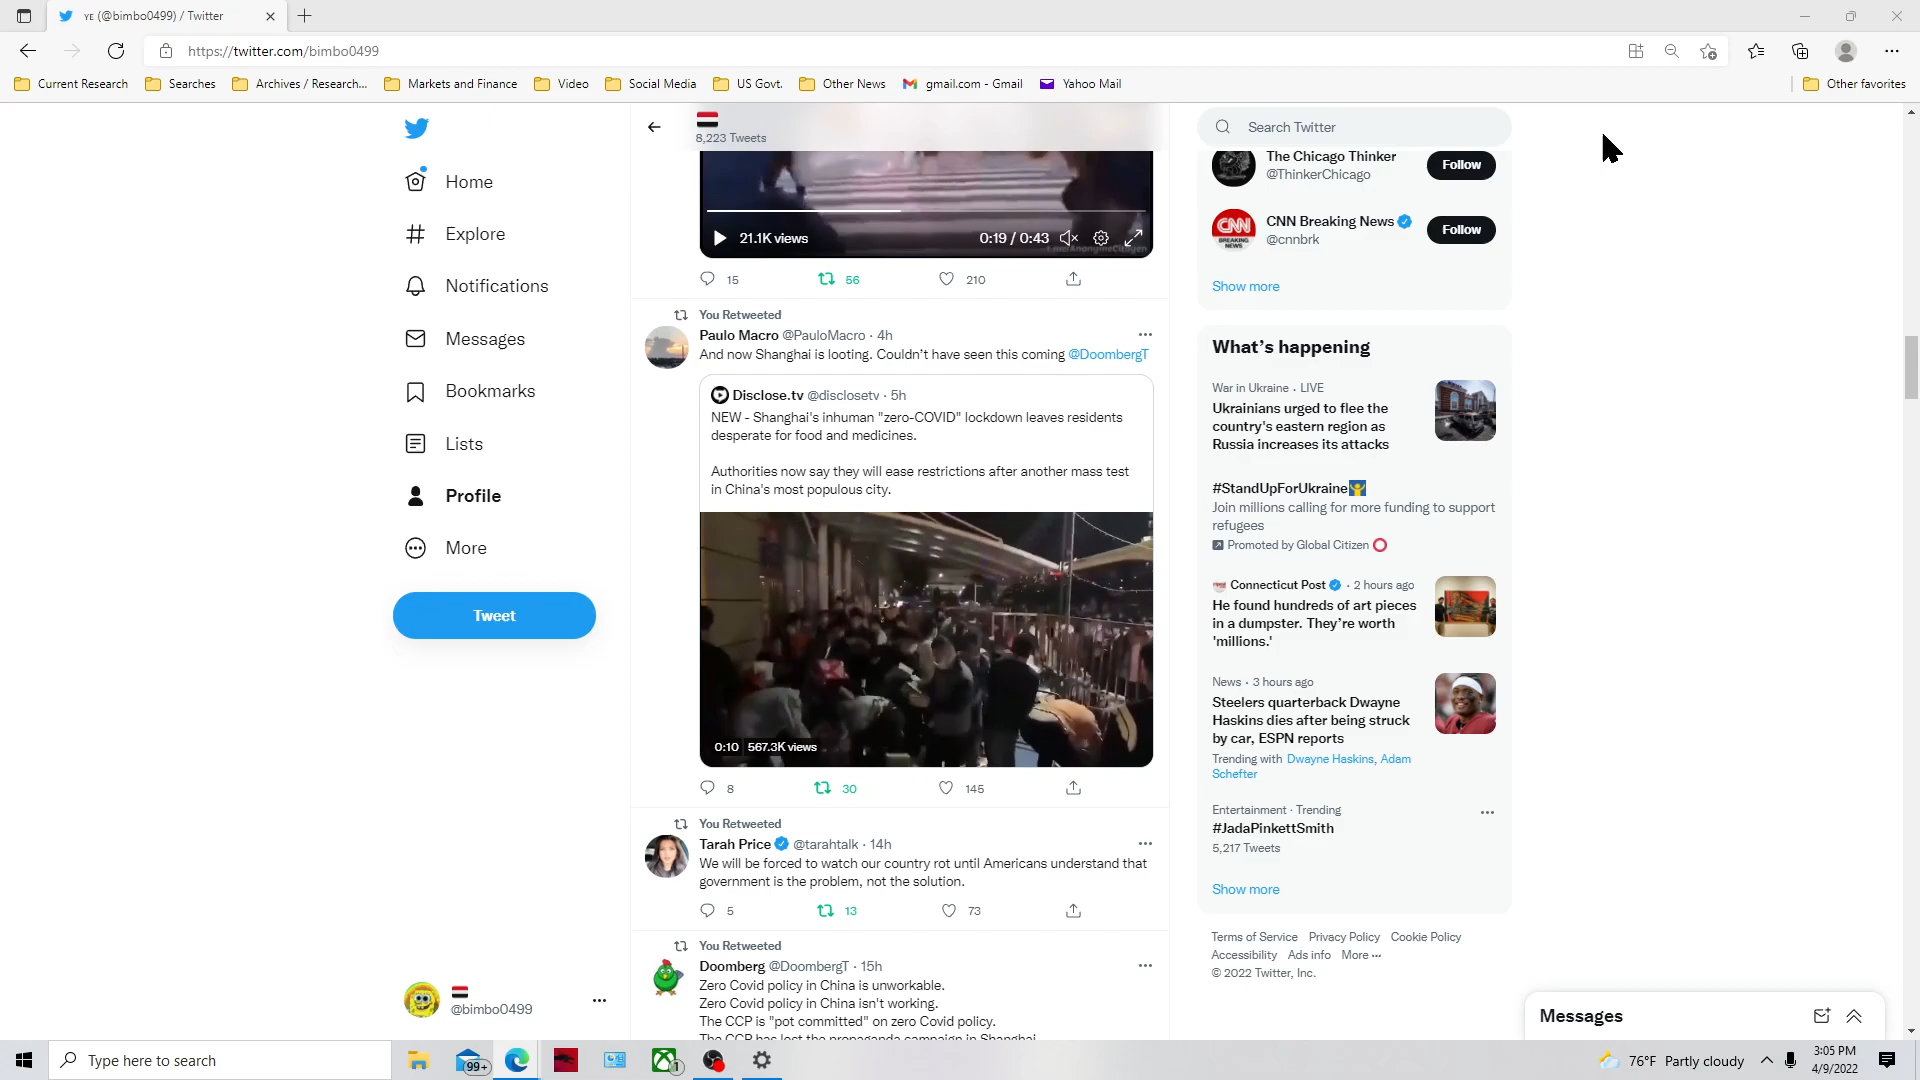 YE (@bimbo0499) / Twitter
https://twitter.com/bimbo0499
Current Research
Searches
Archives / Research...
Markets and Finance
Video
Social Media
US Govt.
Other News
gmail.com - Gmail
Yahoo Mail
Other favorites
Home
Explore
Notifications
Messages
Bookmarks
Lists
Profile
More
Tweet
@bimbo0499
8,223 Tweets
21.1K views
0:19 / 0:43
15
56
210
You Retweeted
Paulo Macro @PauloMacro · 4h
And now Shanghai is looting. Couldn't have seen this coming @DoombergT
Disclose.tv @disclosetv · 5h
NEW - Shanghai's inhuman "zero-COVID" lockdown leaves residents
desperate for food and medicines.
Authorities now say they will ease restrictions after another mass test
in China's most populous city.
0:10 567.3K views
8
30
145
You Retweeted
Tarah Price @tarahtalk · 14h
We will be forced to watch our country rot until Americans understand that
government is the problem, not the solution.
5
13
73
You Retweeted
Doomberg @DoombergT · 15h
Zero Covid policy in China is unworkable.
Zero Covid policy in China isn't working.
The CCP is "pot committed" on zero Covid policy.
The CCP has lost the propaganda campaign in Shanghai
Search Twitter
The Chicago Thinker
@ThinkerChicago
Follow
CNN
BREAKING
NEWS
CNN Breaking News
@cnnbrk
Follow
Show more
What's happening
War in Ukraine · LIVE
Ukrainians urged to flee the
country's eastern region as
Russia increases its attacks
#StandUpForUkraine
Join millions calling for more funding to support
refugees
Promoted by Global Citizen
Connecticut Post · 2 hours ago
He found hundreds of art pieces
in a dumpster. They're worth
'millions.'
News · 3 hours ago
Steelers quarterback Dwayne
Haskins dies after being struck
by car, ESPN reports
Trending with Dwayne Haskins, Adam
Schefter
Entertainment · Trending
#JadaPinkettSmith
5,217 Tweets
Show more
Terms of Service Privacy Policy Cookie Policy
Accessibility Ads info More ···
© 2022 Twitter, Inc.
Messages
Type here to search
99+
1
76°F Partly cloudy
3:05 PM
4/9/2022